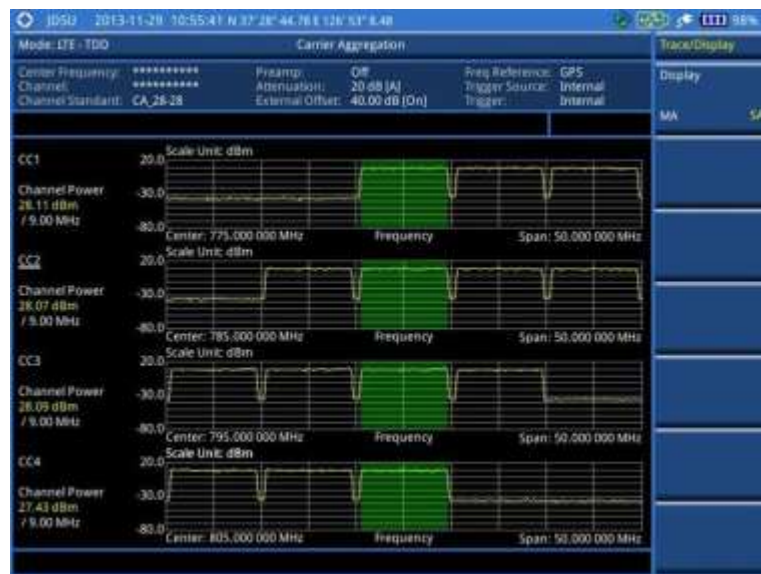 JDSU 2013-11-29 10:55:41 N 37° 28" 44.78 E 126° 53" 8.48 98%
Mode: LTE - TDD Carrier Aggregation Trace/Display
Center Frequency: ********** Preamp: Off Freq Reference: GPS
Channel: ********** Attenuation: 20 dB [A] Trigger Source: Internal
Channel Standard: CA_28-28 External Offset: 40.00 dB [On] Trigger: Internal
Display
MA
CC1
Scale Unit: dBm
20.0
Channel Power
28.11 dBm
/ 9.00 MHz
-30.0
-80.0
Center: 775.000 000 MHz Frequency Span: 50.000 000 MHz
CC2
Scale Unit: dBm
20.0
Channel Power
28.07 dBm
/ 9.00 MHz
-30.0
-80.0
Center: 785.000 000 MHz Frequency Span: 50.000 000 MHz
CC3
Scale Unit: dBm
20.0
Channel Power
28.09 dBm
/ 9.00 MHz
-30.0
-80.0
Center: 795.000 000 MHz Frequency Span: 50.000 000 MHz
CC4
Scale Unit: dBm
20.0
Channel Power
27.43 dBm
/ 9.00 MHz
-30.0
-80.0
Center: 805.000 000 MHz Frequency Span: 50.000 000 MHz